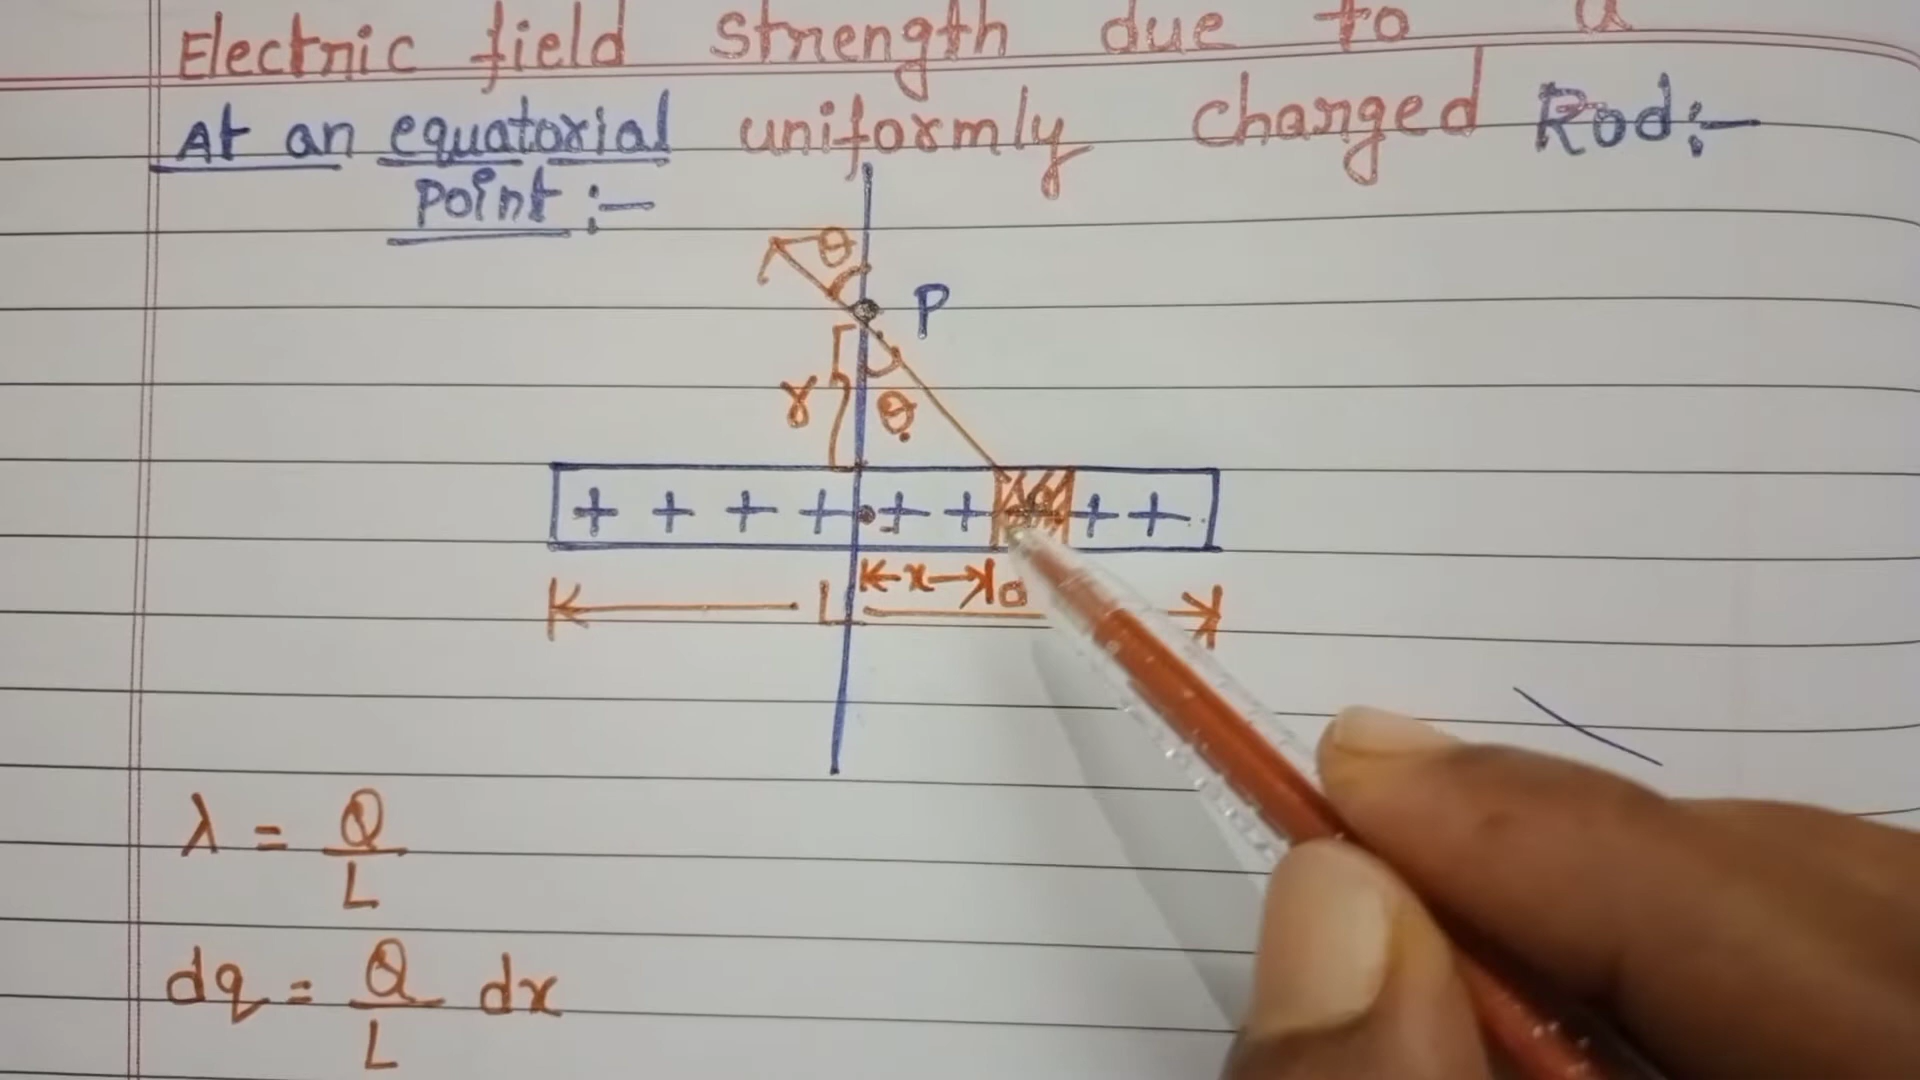 Electric field strength due to a
At an equatorial uniformly charged Rod:-
Point :-
θ
P
r
θ
+ + + + + + + + +
x
L
λ = Q/L
dq = Q/L dx